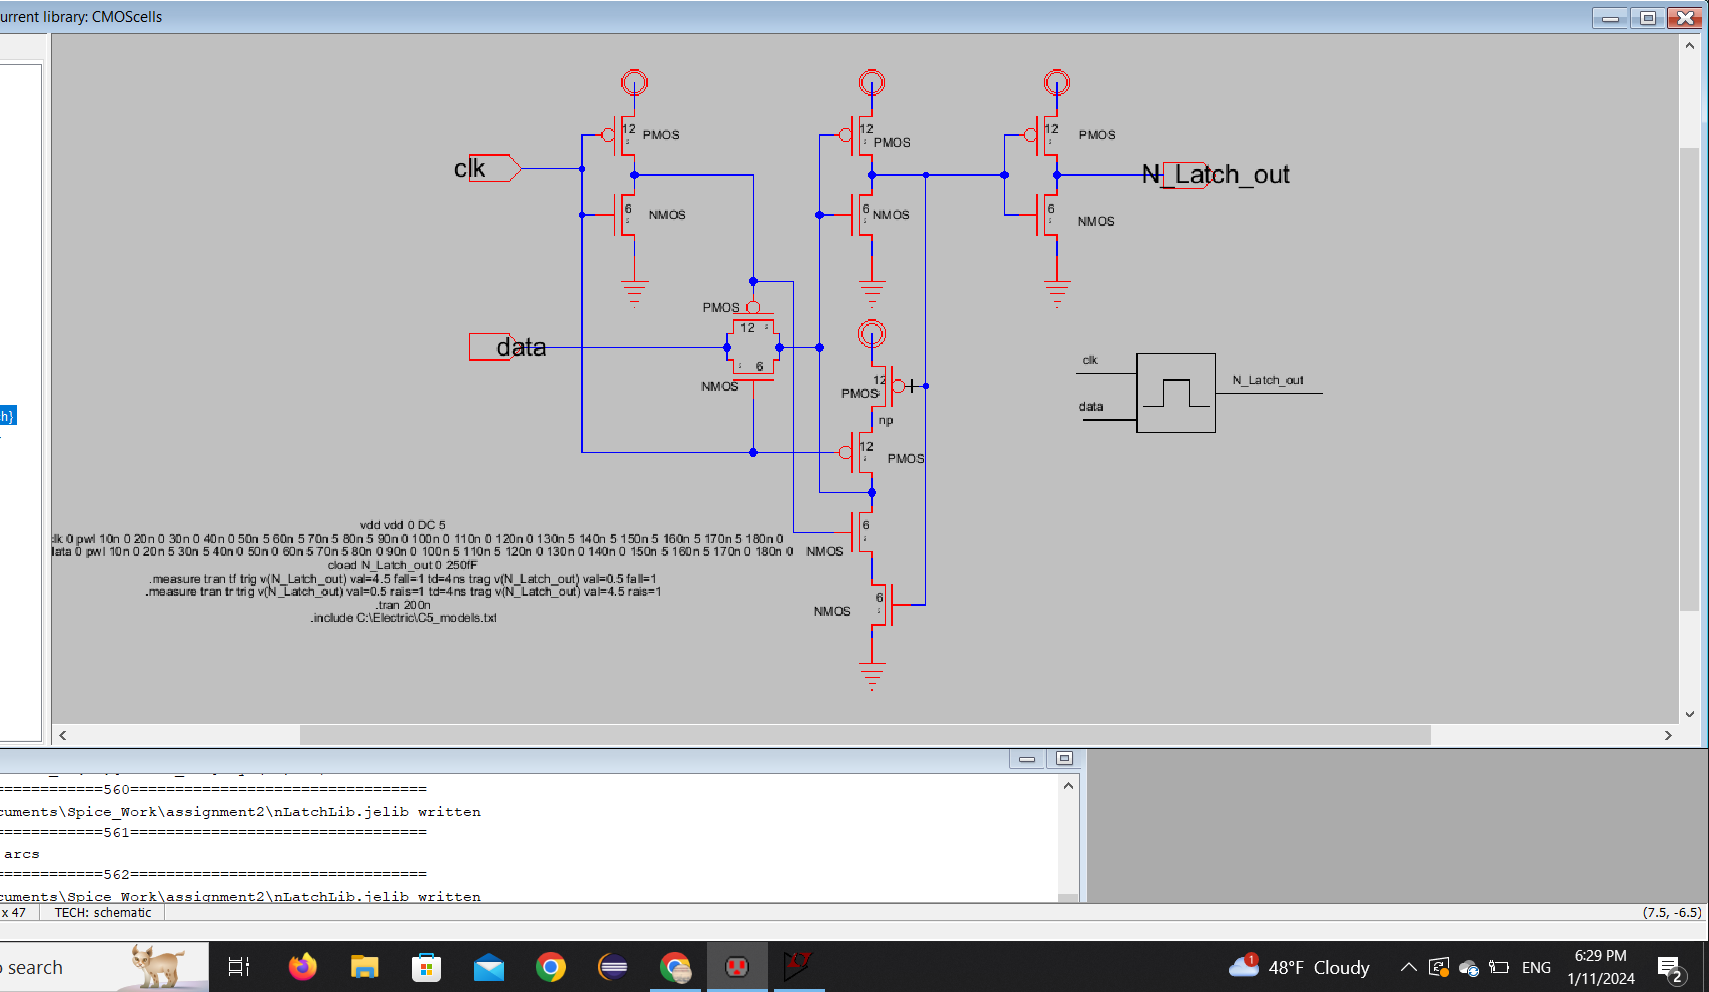 urrent library: CMOScells
12
PMOS
12
PMOS
12
PMOS
clk
N_Latch_out
6
NMOS
6
NMOS
6
NMOS
PMOS
12
data
6
NMOS
clk
N_Latch_out
data
12
PMOS
np
12
PMOS
h}
vdd vdd 0 DC 5
clk 0 pwl 10n 0 20n 0 30n 0 40n 0 50n 5 60n 5 70n 5 80n 5 90n 0 100n 0 110n 0 120n 0 130n 5 140n 5 150n 5 160n 5 170n 5 180n 0
data 0 pwl 10n 0 20n 5 30n 5 40n 0 50n 0 60n 5 70n 5 80n 0 90n 0 100n 5 110n 5 120n 0 130n 0 140n 0 150n 5 160n 5 170n 0 180n 0
cload N_Latch_out 0 250fF
.measure tran tf trig v(N_Latch_out) val=4.5 fall=1 td=4ns trag v(N_Latch_out) val=0.5 fall=1
.measure tran tr trig v(N_Latch_out) val=0.5 rais=1 td=4ns trag v(N_Latch_out) val=4.5 rais=1
.tran 200n
.include C:\Electric\C5_models.txt
6
NMOS
6
NMOS
============560===============================
cuments\Spice_Work\assignment2\nLatchLib.jelib written
============561===============================
arcs
============562===============================
cuments\Spice_Work\assignment2\nLatchLib.jelib written
x 47
TECH: schematic
(7.5, -6.5)
search
1
48°F Cloudy
ENG
6:29 PM
1/11/2024
2